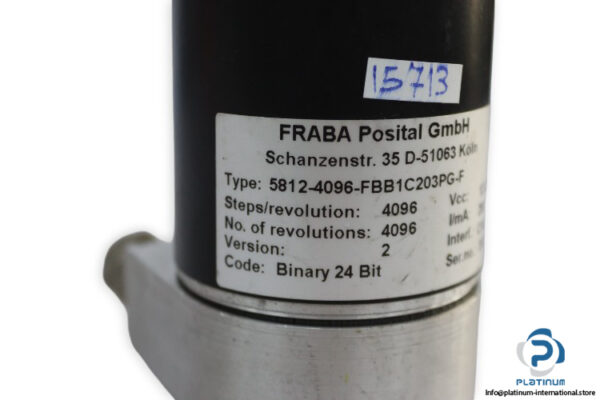 15713
FRABA Posital GmbH
Schanzenstr. 35 D-51063 Köln
Type: 5812-4096-FBB1C203PG-F
Steps/revolution: 4096 Vcc:
No. of revolutions: 4096 I/mA:
Version: 2 Interf.
Code: Binary 24 Bit Ser.no.
PLATINUM
Info@platinum-international.store